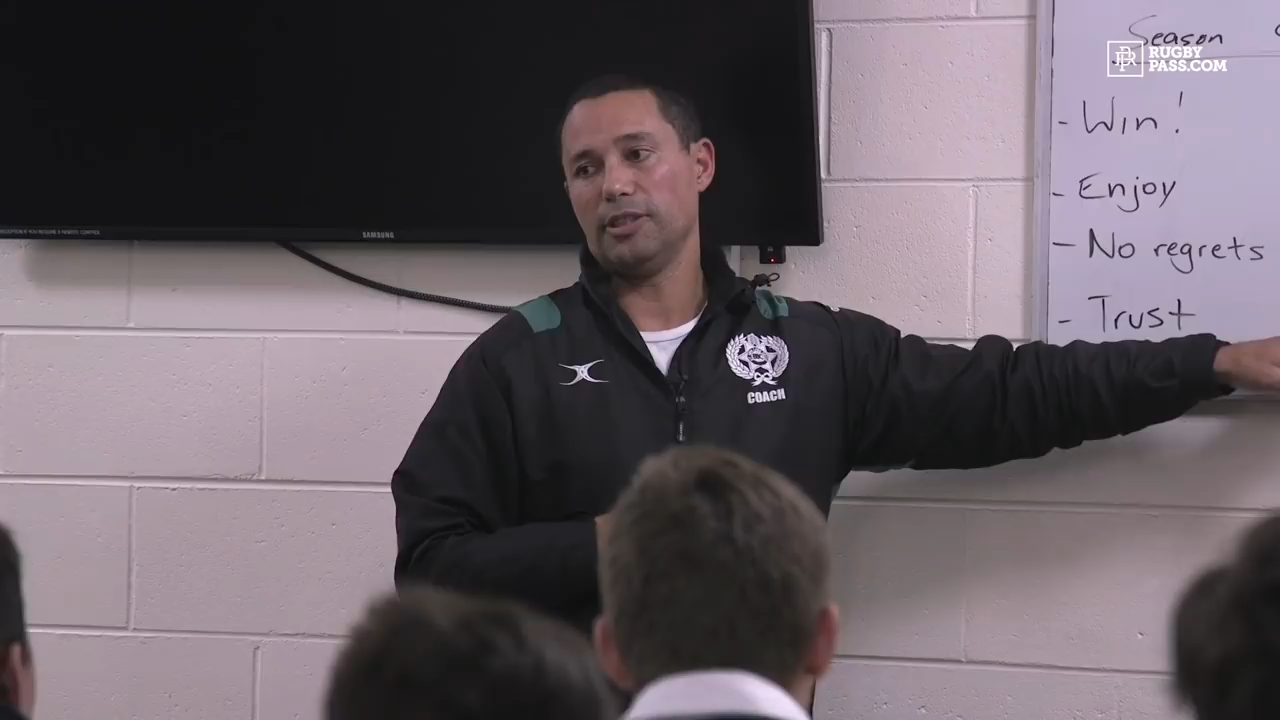 Season
RUGBY
PASS.COM
- Win!
- Enjoy
- No regrets
- Trust
SAMSUNG
COACH